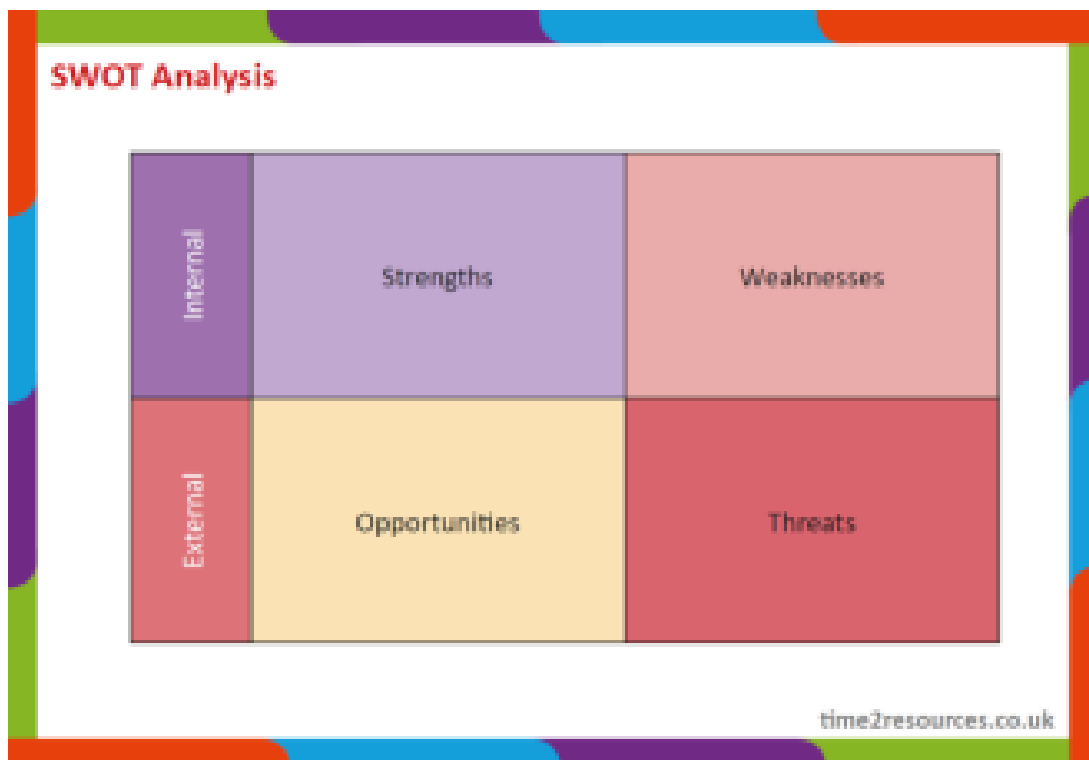 SWOT Analysis
Internal
Strengths
Weaknesses
External
Opportunities
Threats
time2resources.co.uk